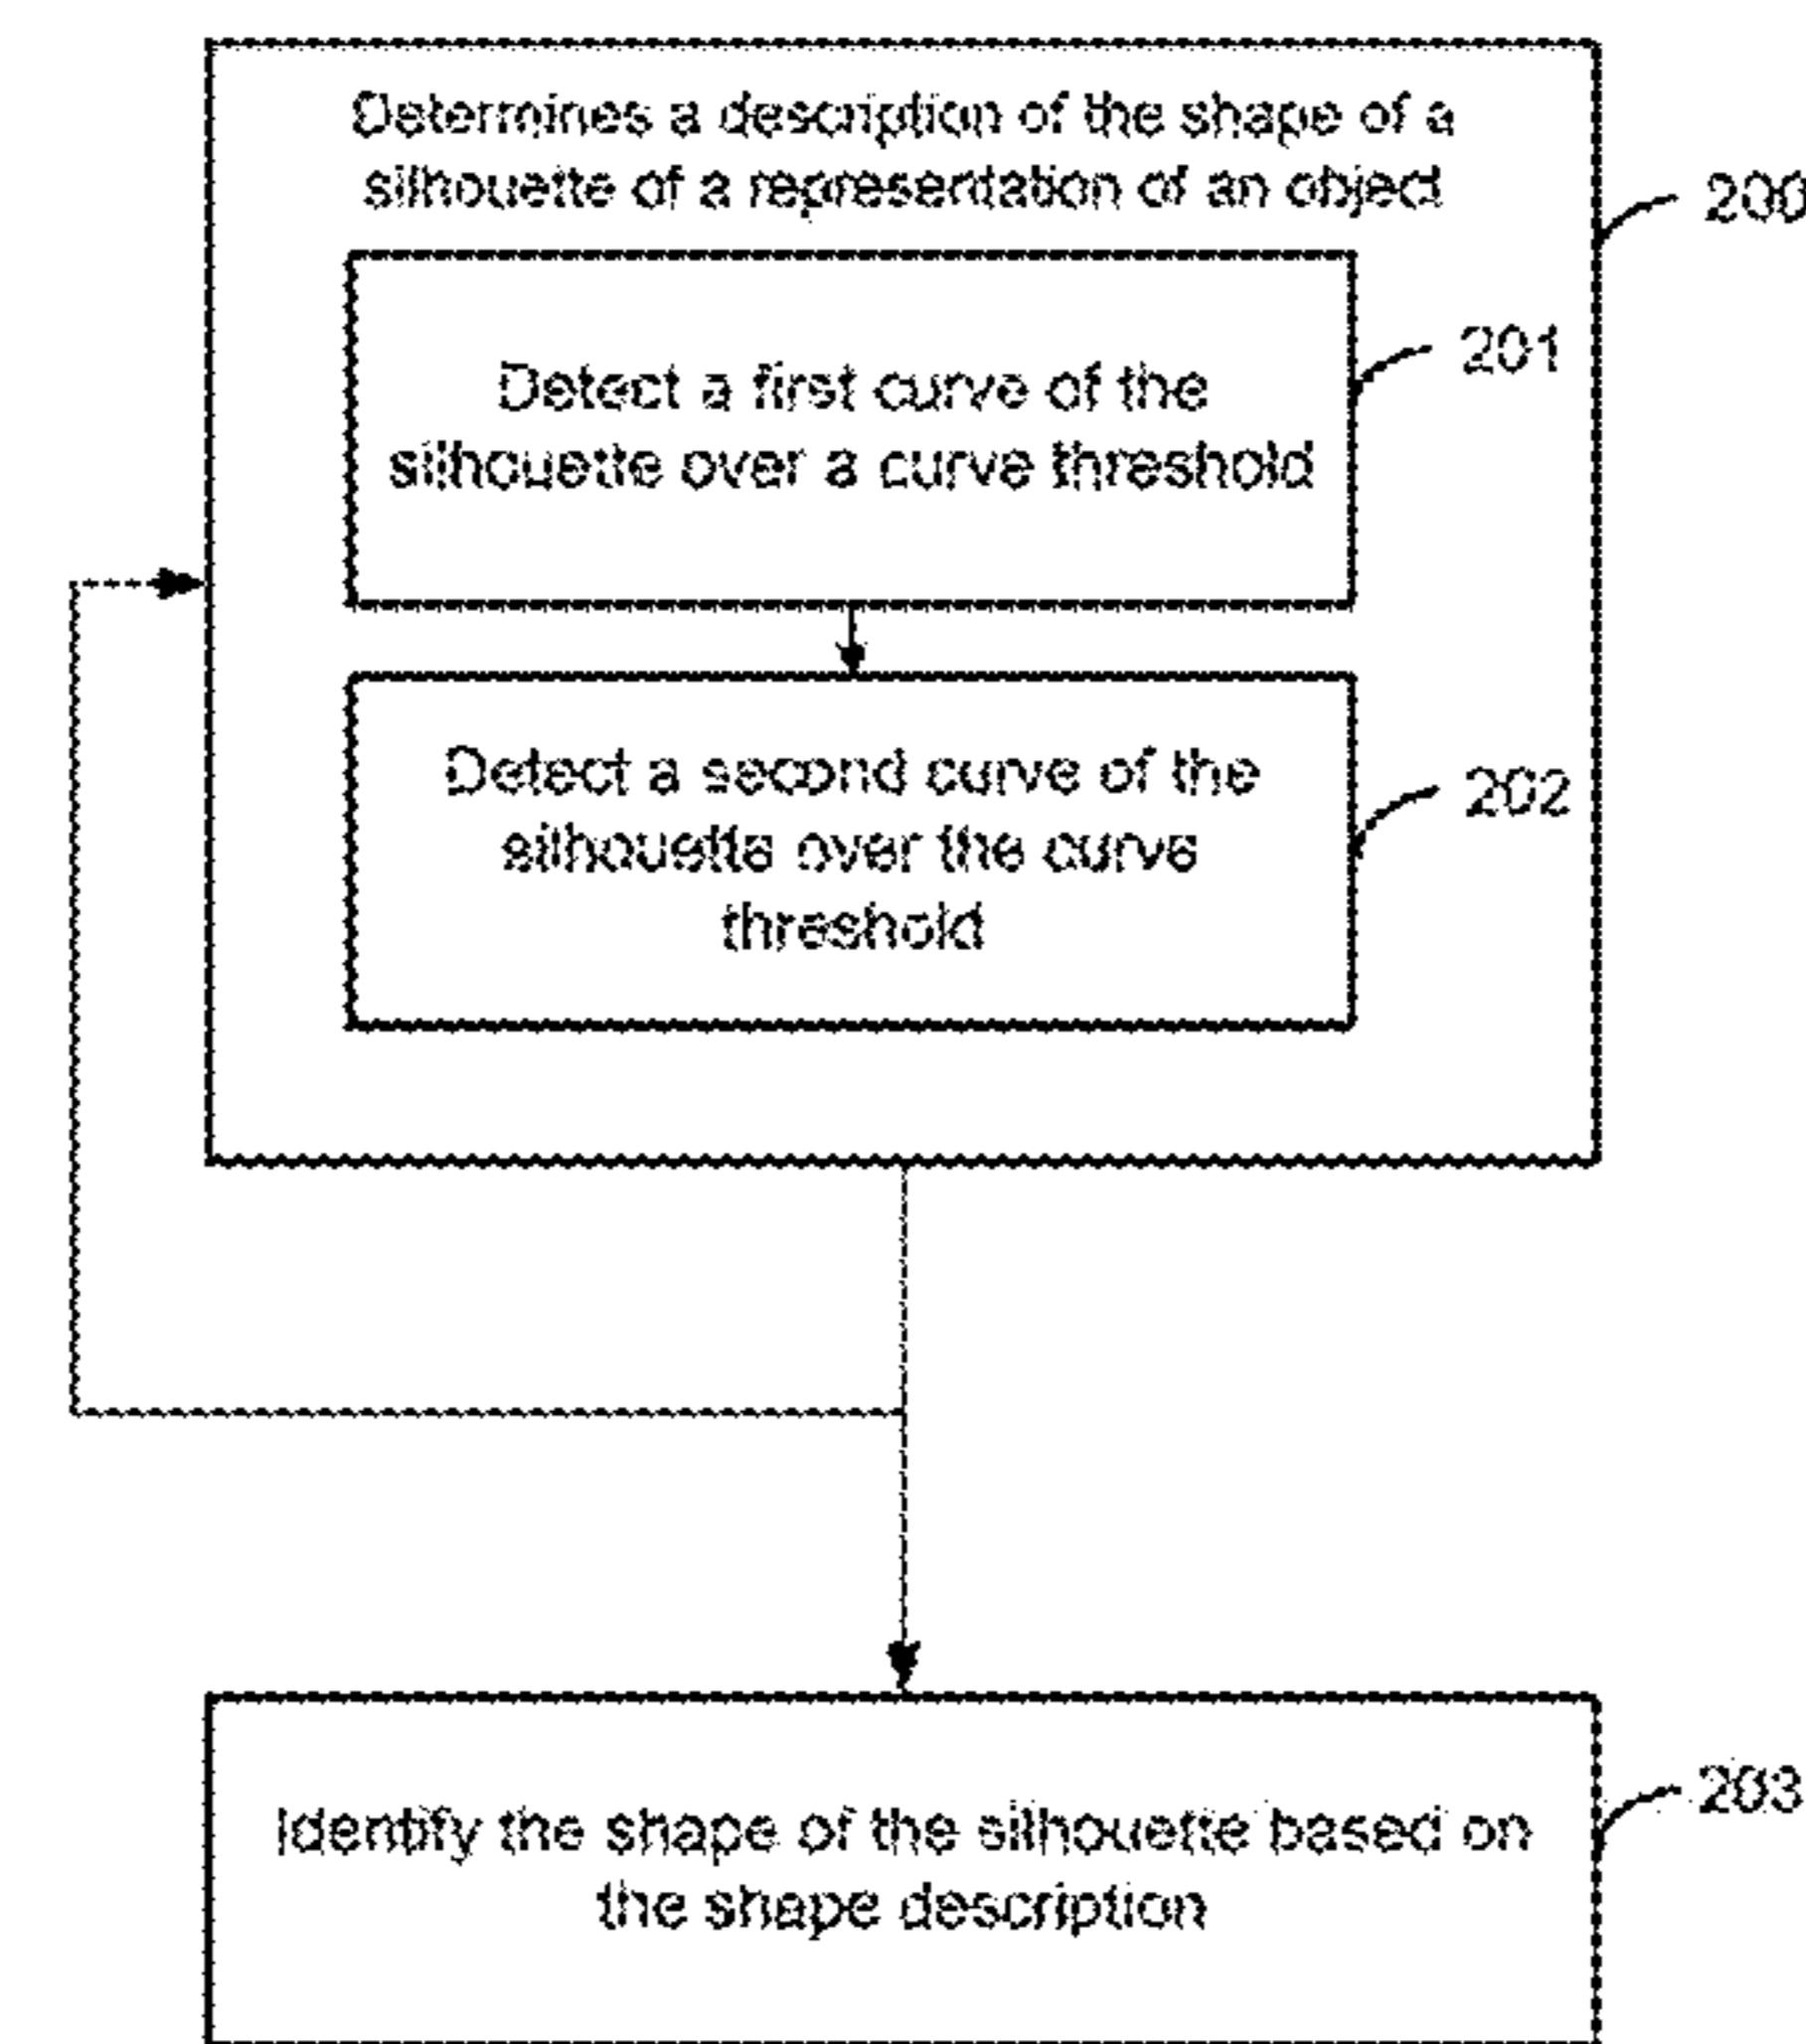 Determines a description of the shape of a
silhouette of a representation of an object
200
Detect a first curve of the
silhouette over a curve threshold
201
Detect a second curve of the
silhouette over the curve
threshold
202
Identify the shape of the silhouette based on
the shape description
203